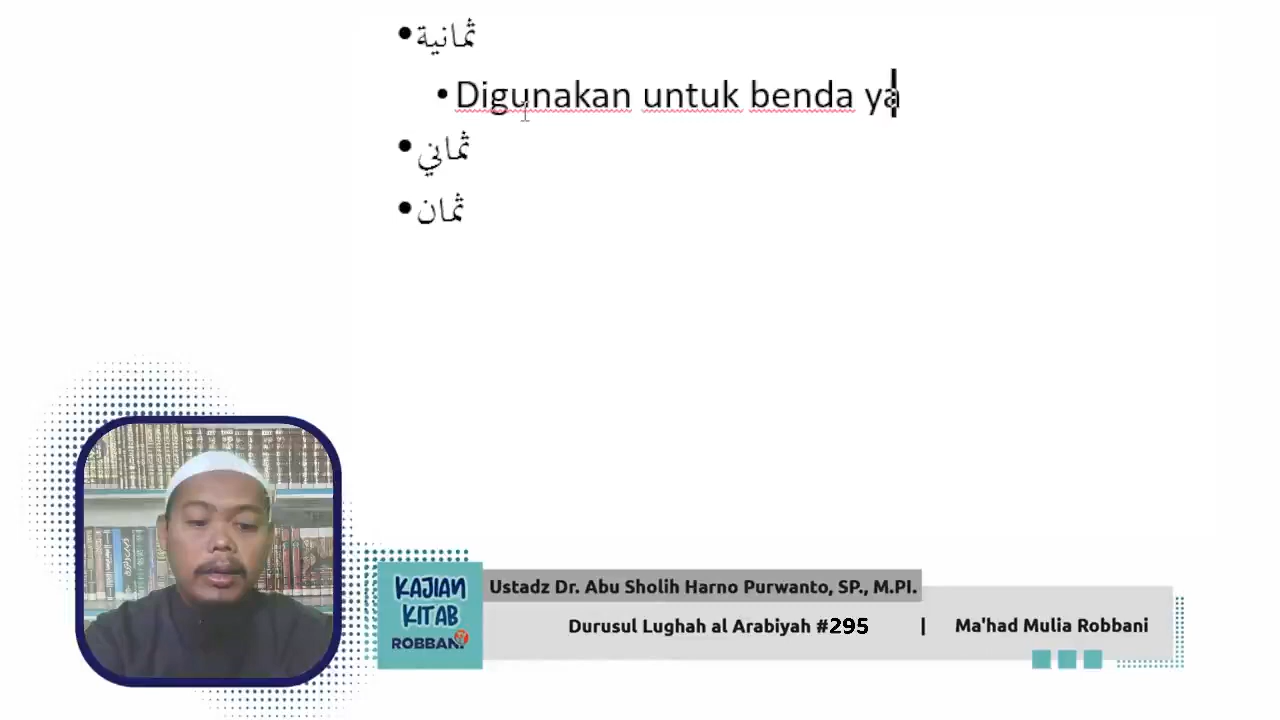 ثمانية
Digunakan untuk benda ya
ثماني
ثمان
KAJIAN
KITAB
ROBBANI
Ustadz Dr. Abu Sholih Harno Purwanto, SP., M.PI.
Durusul Lughah al Arabiyah #295 | Ma'had Mulia Robbani